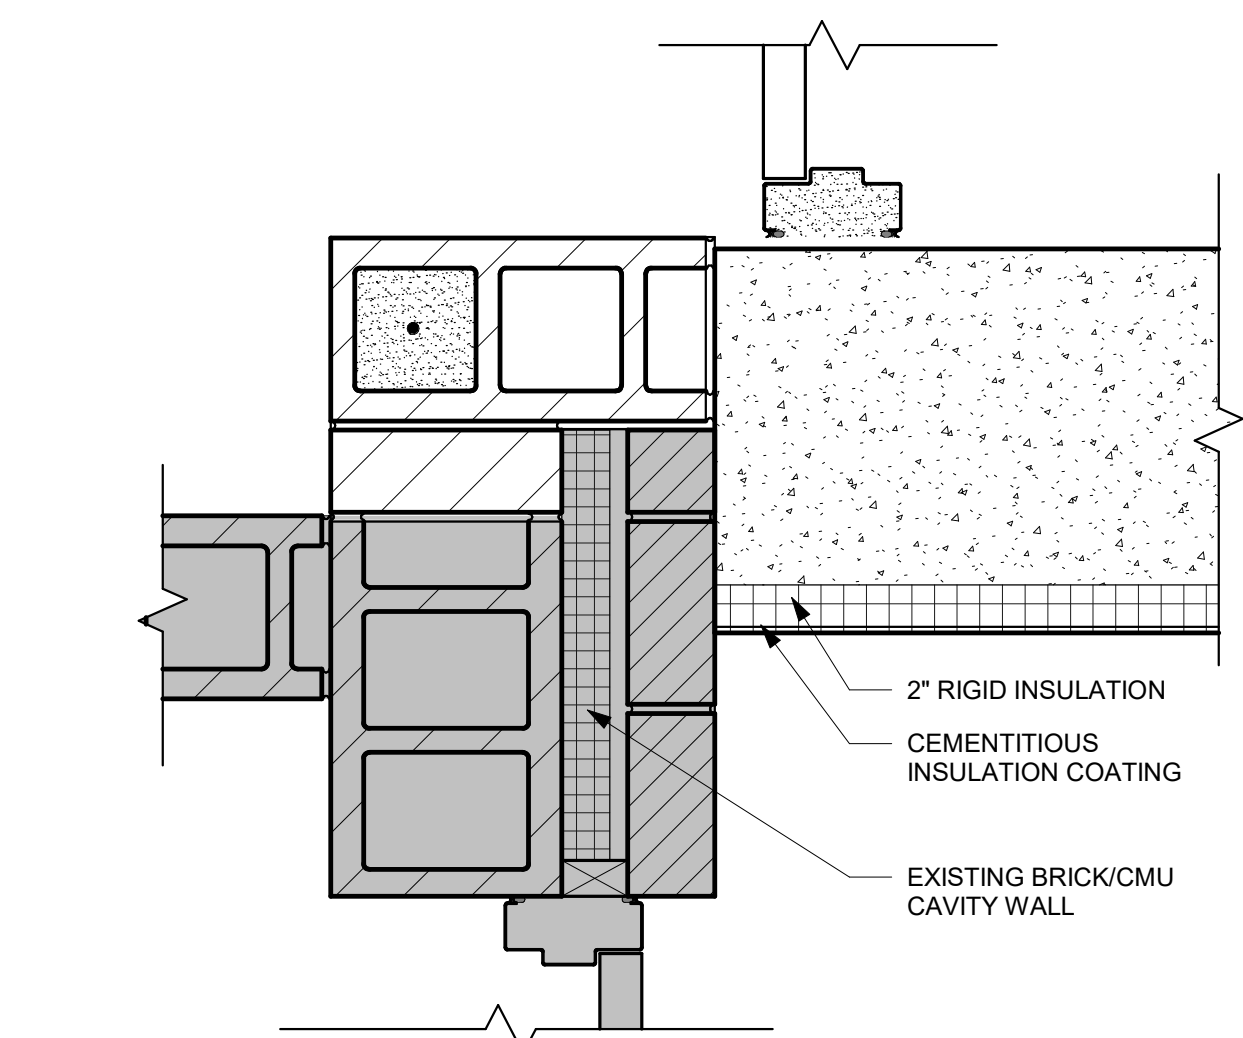 2" RIGID INSULATION
CEMENTITIOUS
INSULATION COATING
EXISTING BRICK/CMU
CAVITY WALL